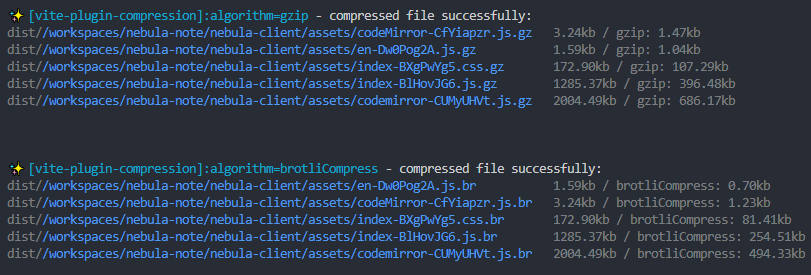 ✨ [vite-plugin-compression]:algorithm=gzip - compressed file successfully:
dist//workspaces/nebula-note/nebula-client/assets/codeMirror-CfYiapzr.js.gz 3.24kb / gzip: 1.47kb
dist//workspaces/nebula-note/nebula-client/assets/en-Dw0Pog2A.js.gz 1.59kb / gzip: 1.04kb
dist//workspaces/nebula-note/nebula-client/assets/index-BXgPwYg5.css.gz 172.90kb / gzip: 107.29kb
dist//workspaces/nebula-note/nebula-client/assets/index-BlHovJG6.js.gz 1285.37kb / gzip: 396.48kb
dist//workspaces/nebula-note/nebula-client/assets/codemirror-CUMyUHVt.js.gz 2004.49kb / gzip: 686.17kb
✨ [vite-plugin-compression]:algorithm=brotliCompress - compressed file successfully:
dist//workspaces/nebula-note/nebula-client/assets/en-Dw0Pog2A.js.br 1.59kb / brotliCompress: 0.70kb
dist//workspaces/nebula-note/nebula-client/assets/codeMirror-CfYiapzr.js.br 3.24kb / brotliCompress: 1.23kb
dist//workspaces/nebula-note/nebula-client/assets/index-BXgPwYg5.css.br 172.90kb / brotliCompress: 81.41kb
dist//workspaces/nebula-note/nebula-client/assets/index-BlHovJG6.js.br 1285.37kb / brotliCompress: 254.51kb
dist//workspaces/nebula-note/nebula-client/assets/codemirror-CUMyUHVt.js.br 2004.49kb / brotliCompress: 494.33kb